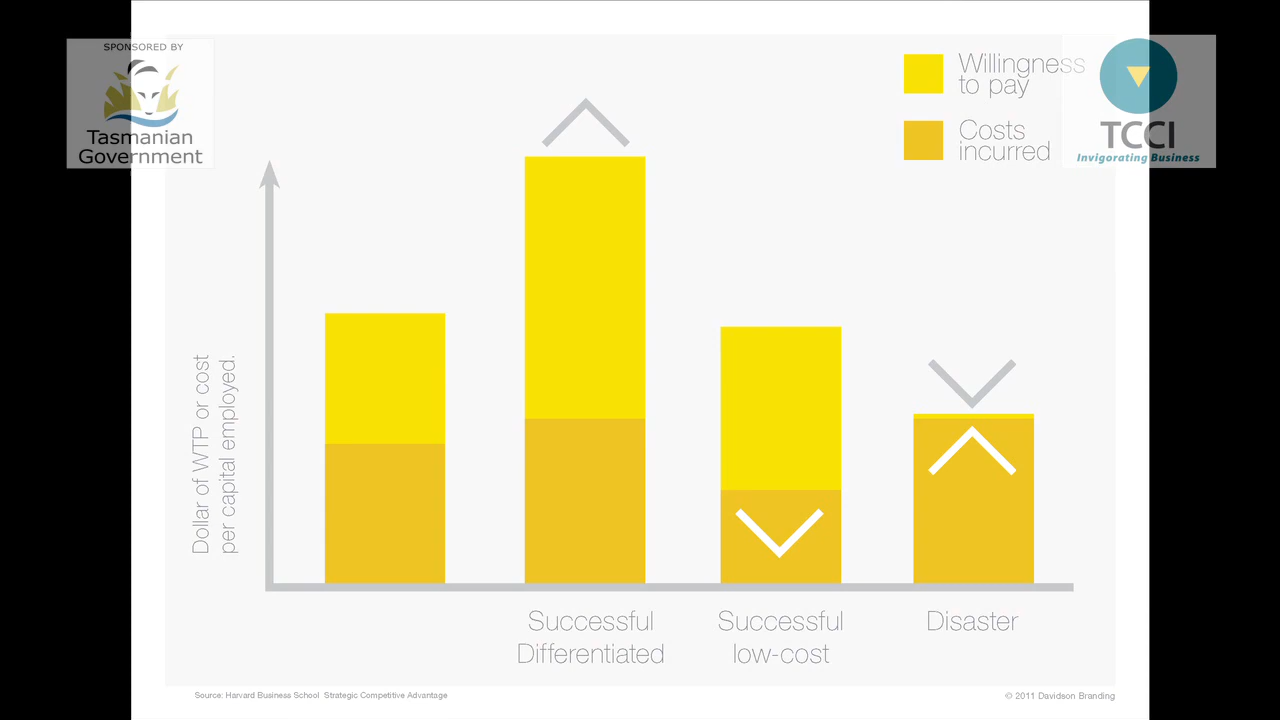 SPONSORED BY
Tasmanian
Government
Willingness
to pay
Costs
incurred
TCCI
Invigorating Business
Dollar of WTP or cost
per capital employed.
Successful
Differentiated
Successful
low-cost
Disaster
Source: Harvard Business School Strategic Competitive Advantage
© 2011 Davidson Branding